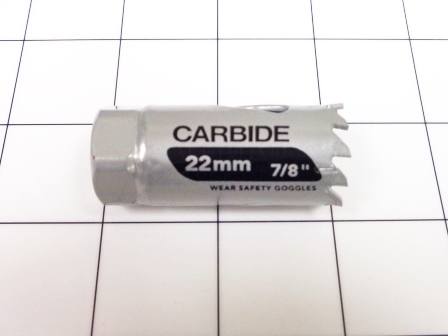 CARBIDE
22mm 7/8"
WEAR SAFETY GOGGLES